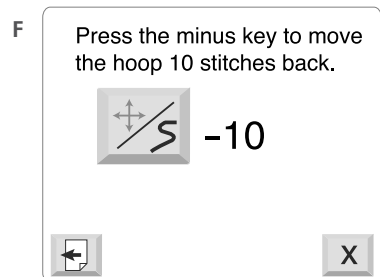 F
Press the minus key to move
the hoop 10 stitches back.
-10
X